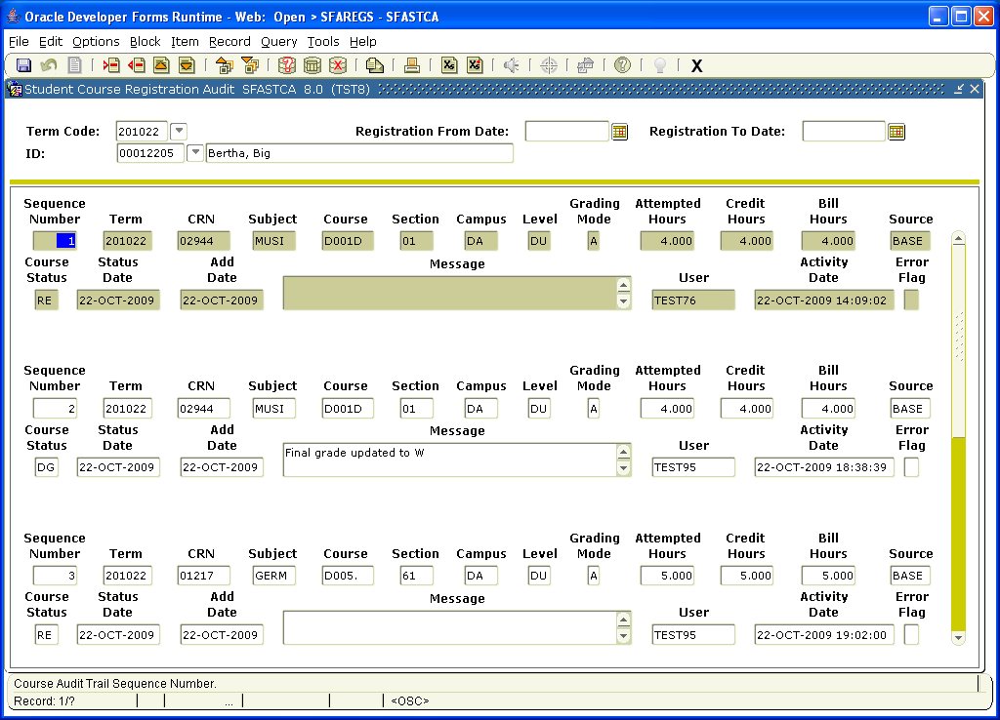 Oracle Developer Forms Runtime - Web: Open > SFAREGS - SFASTCA
File Edit Options Block Item Record Query Tools Help
X
Student Course Registration Audit SFASTCA 8.0 (TST8)
Term Code: 201022 Registration From Date: Registration To Date:
ID: 00012205 Bertha, Big
Sequence Grading Attempted Credit Bill
Number Term CRN Subject Course Section Campus Level Mode Hours Hours Hours Source
1 201022 02944 MUSI D001D 01 DA DU A 4.000 4.000 4.000 BASE
Course Status Add Message Activity Error
Status Date Date User Date Flag
RE 22-OCT-2009 22-OCT-2009 TEST76 22-OCT-2009 14:09:02
Sequence Grading Attempted Credit Bill
Number Term CRN Subject Course Section Campus Level Mode Hours Hours Hours Source
2 201022 02944 MUSI D001D 01 DA DU A 4.000 4.000 4.000 BASE
Course Status Add Message Activity Error
Status Date Date User Date Flag
DG 22-OCT-2009 22-OCT-2009 Final grade updated to W TEST95 22-OCT-2009 18:38:39
Sequence Grading Attempted Credit Bill
Number Term CRN Subject Course Section Campus Level Mode Hours Hours Hours Source
3 201022 01217 GERM D005. 61 DA DU A 5.000 5.000 5.000 BASE
Course Status Add Message Activity Error
Status Date Date User Date Flag
RE 22-OCT-2009 22-OCT-2009 TEST95 22-OCT-2009 19:02:00
Course Audit Trail Sequence Number.
Record: 1/? ... <OSC>